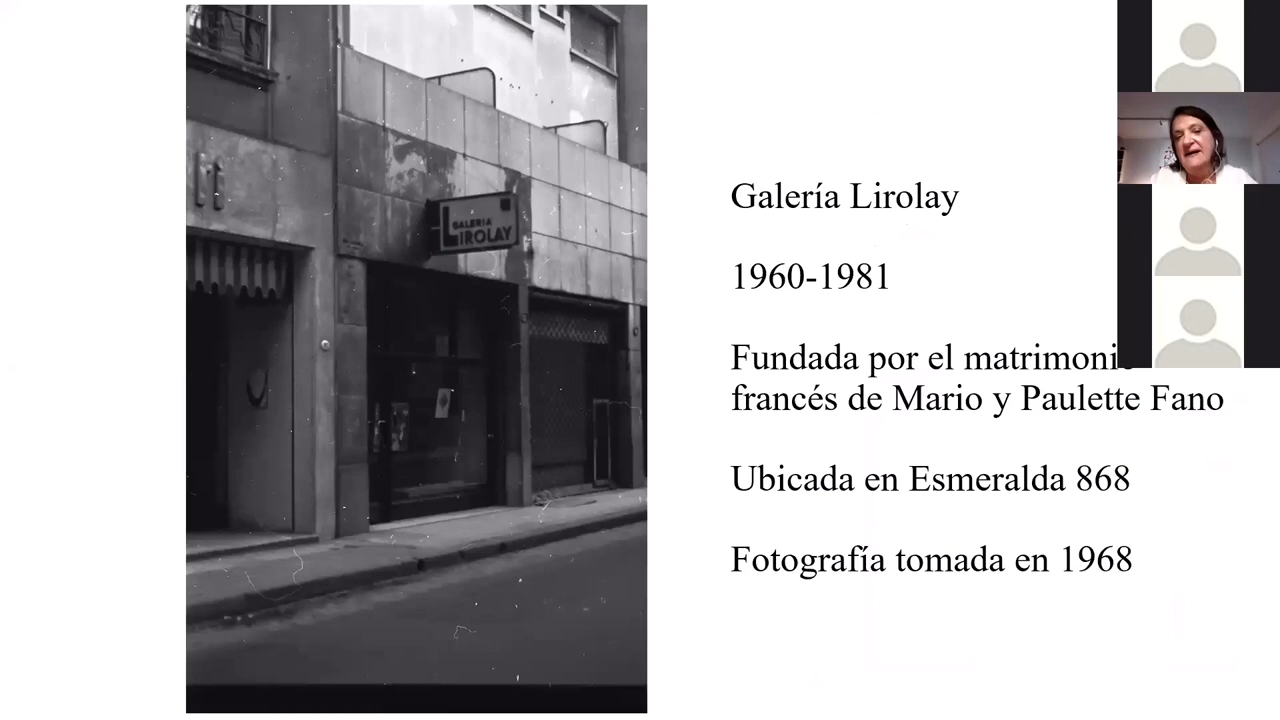 GALERIA
LIROLAY
Galería Lirolay
1960-1981
Fundada por el matrimoni
francés de Mario y Paulette Fano
Ubicada en Esmeralda 868
Fotografía tomada en 1968